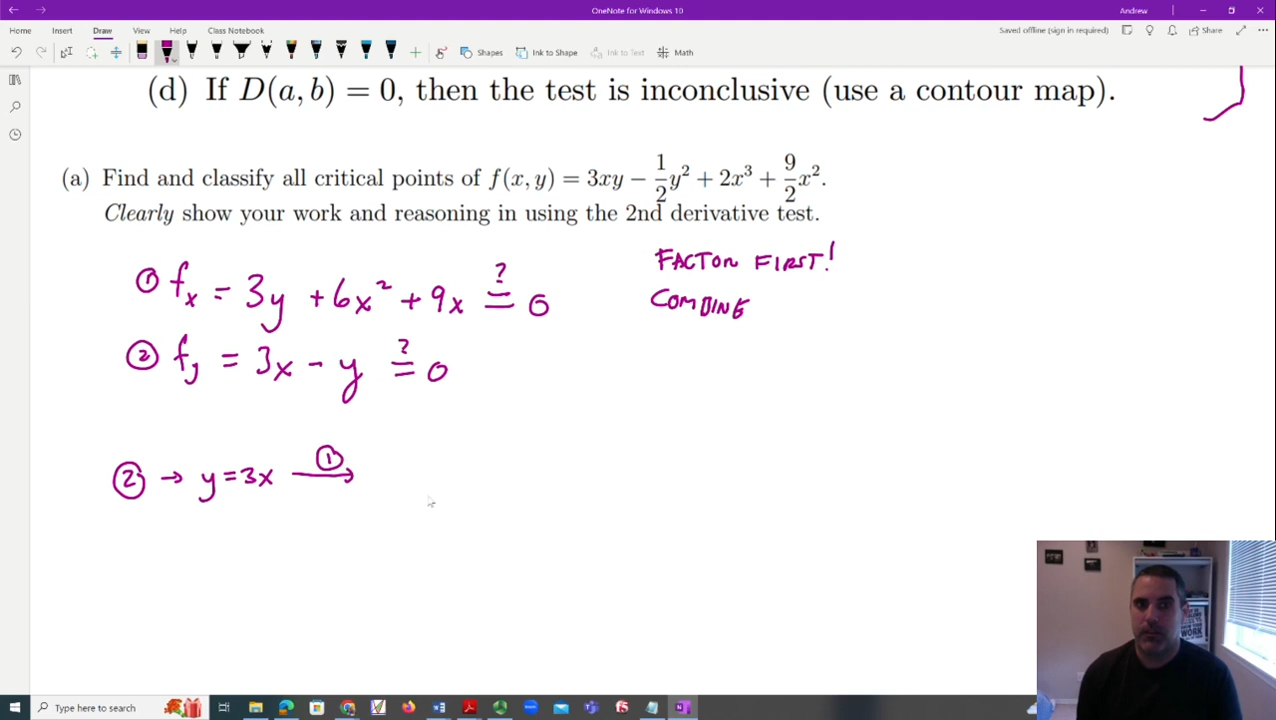 OneNote for Windows 10
Andrew
Home Insert Draw View Help Class Notebook
Saved offline (sign in required)
Share
Shapes Ink to Shape Ink to Text Math
(d) If D(a, b) = 0, then the test is inconclusive (use a contour map).
(a) Find and classify all critical points of f(x, y) = 3xy − 1/2 y² + 2x³ + 9/2 x².
Clearly show your work and reasoning in using the 2nd derivative test.
FACTOR FIRST!
① fx = 3y + 6x² + 9x ?= 0
COMBINE
② fy = 3x − y ?= 0
② → y = 3x ①→
Type here to search